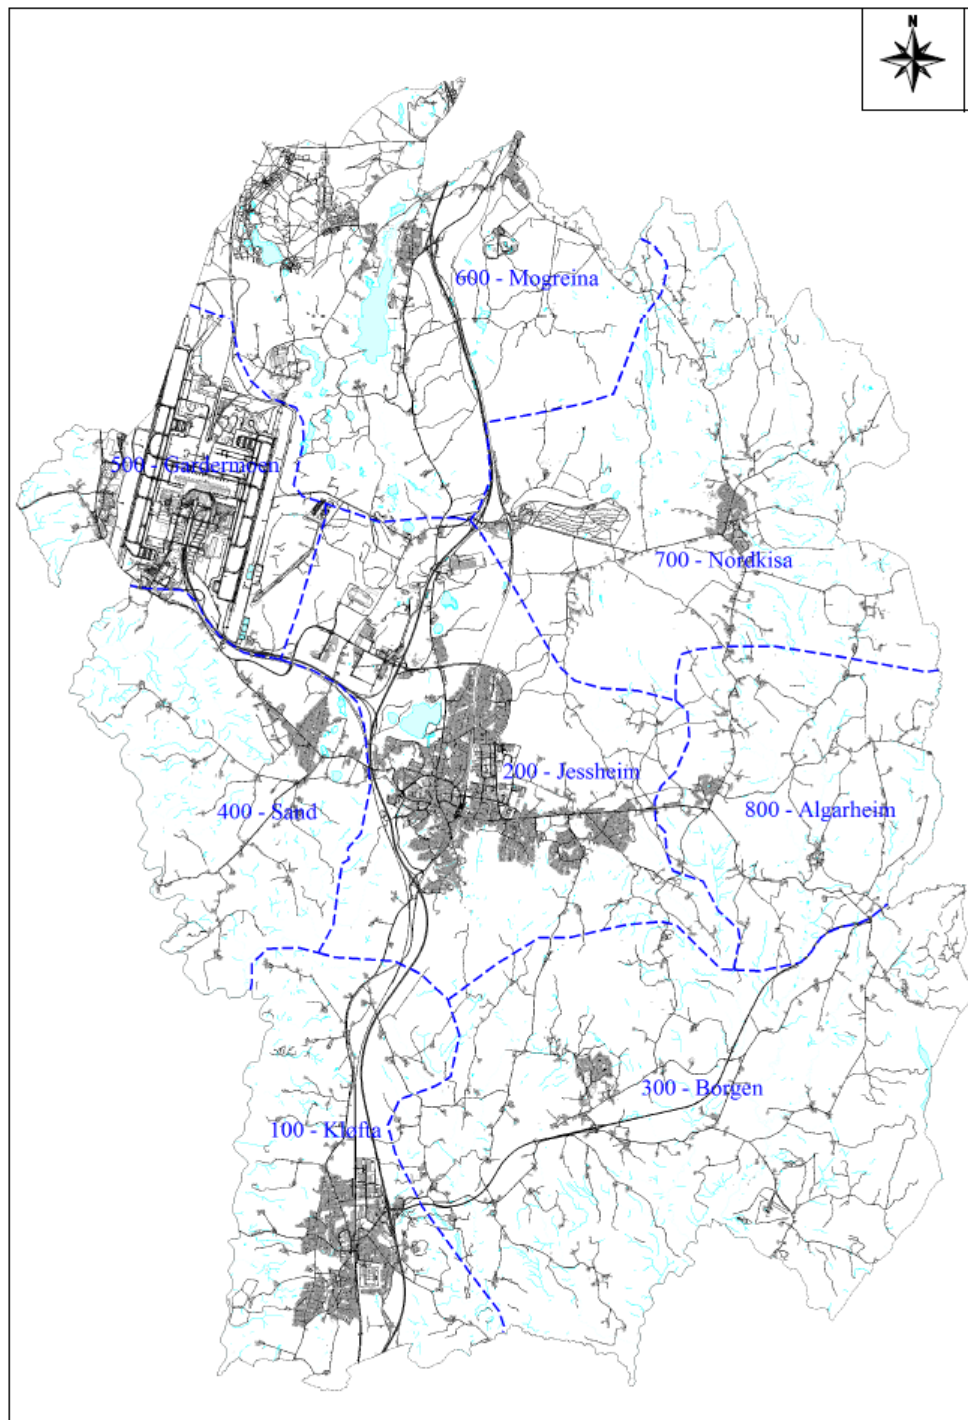 N
600 - Mogreina
500 - Gardermoen
700 - Nordkisa
200 - Jessheim
400 - Sand
800 - Algarheim
300 - Borgen
100 - Kløfta